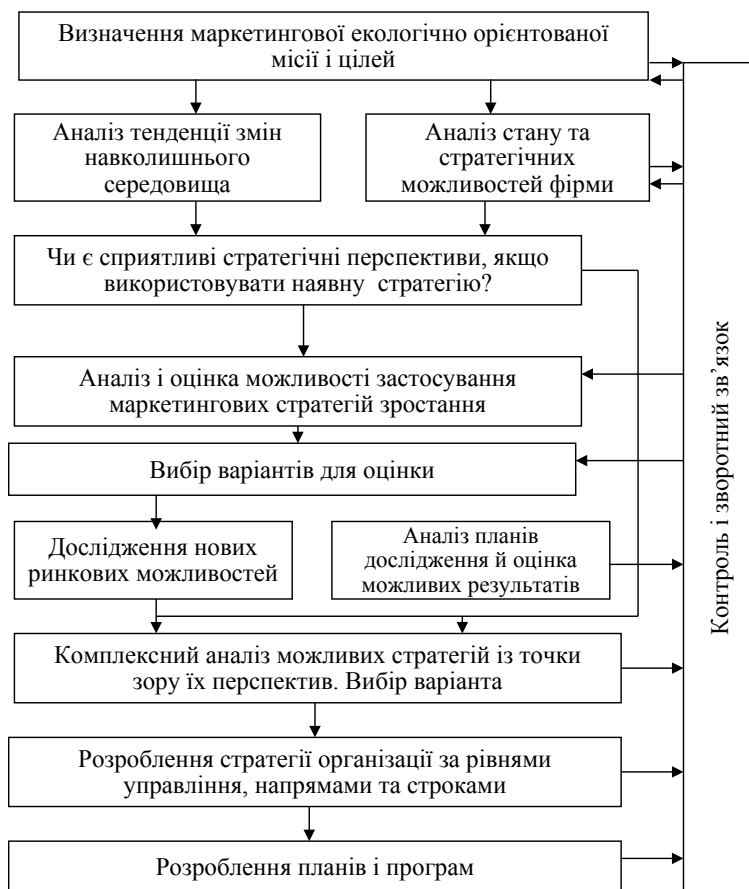 Визначення маркетингової екологічно орієнтованої
місії і цілей
Аналіз тенденції змін
навколишнього
середовища
Аналіз стану та
стратегічних
можливостей фірми
Чи є сприятливі стратегічні перспективи, якщо
використовувати наявну стратегію?
Аналіз і оцінка можливості застосування
маркетингових стратегій зростання
Вибір варіантів для оцінки
Дослідження нових
ринкових можливостей
Аналіз планів
дослідження й оцінка
можливих результатів
Комплексний аналіз можливих стратегій із точки
зору їх перспектив. Вибір варіанта
Розроблення стратегії організації за рівнями
управління, напрямами та строками
Розроблення планів і програм
Контроль і зворотний зв’язок